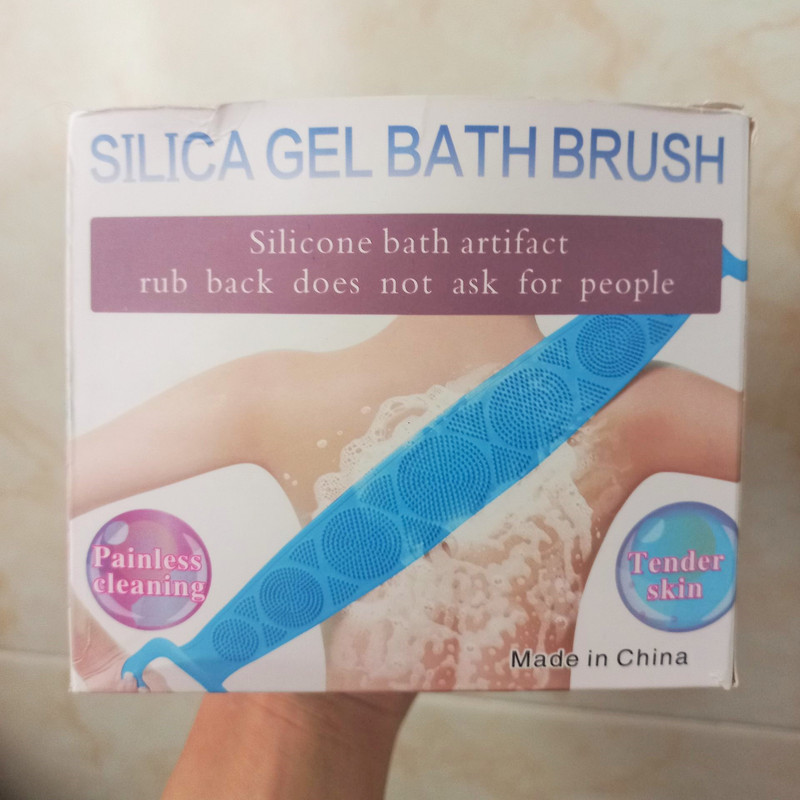 SILICA GEL BATH BRUSH
Silicone bath artifact
rub back does not ask for people
Painless
cleaning
Tender
skin
Made in China